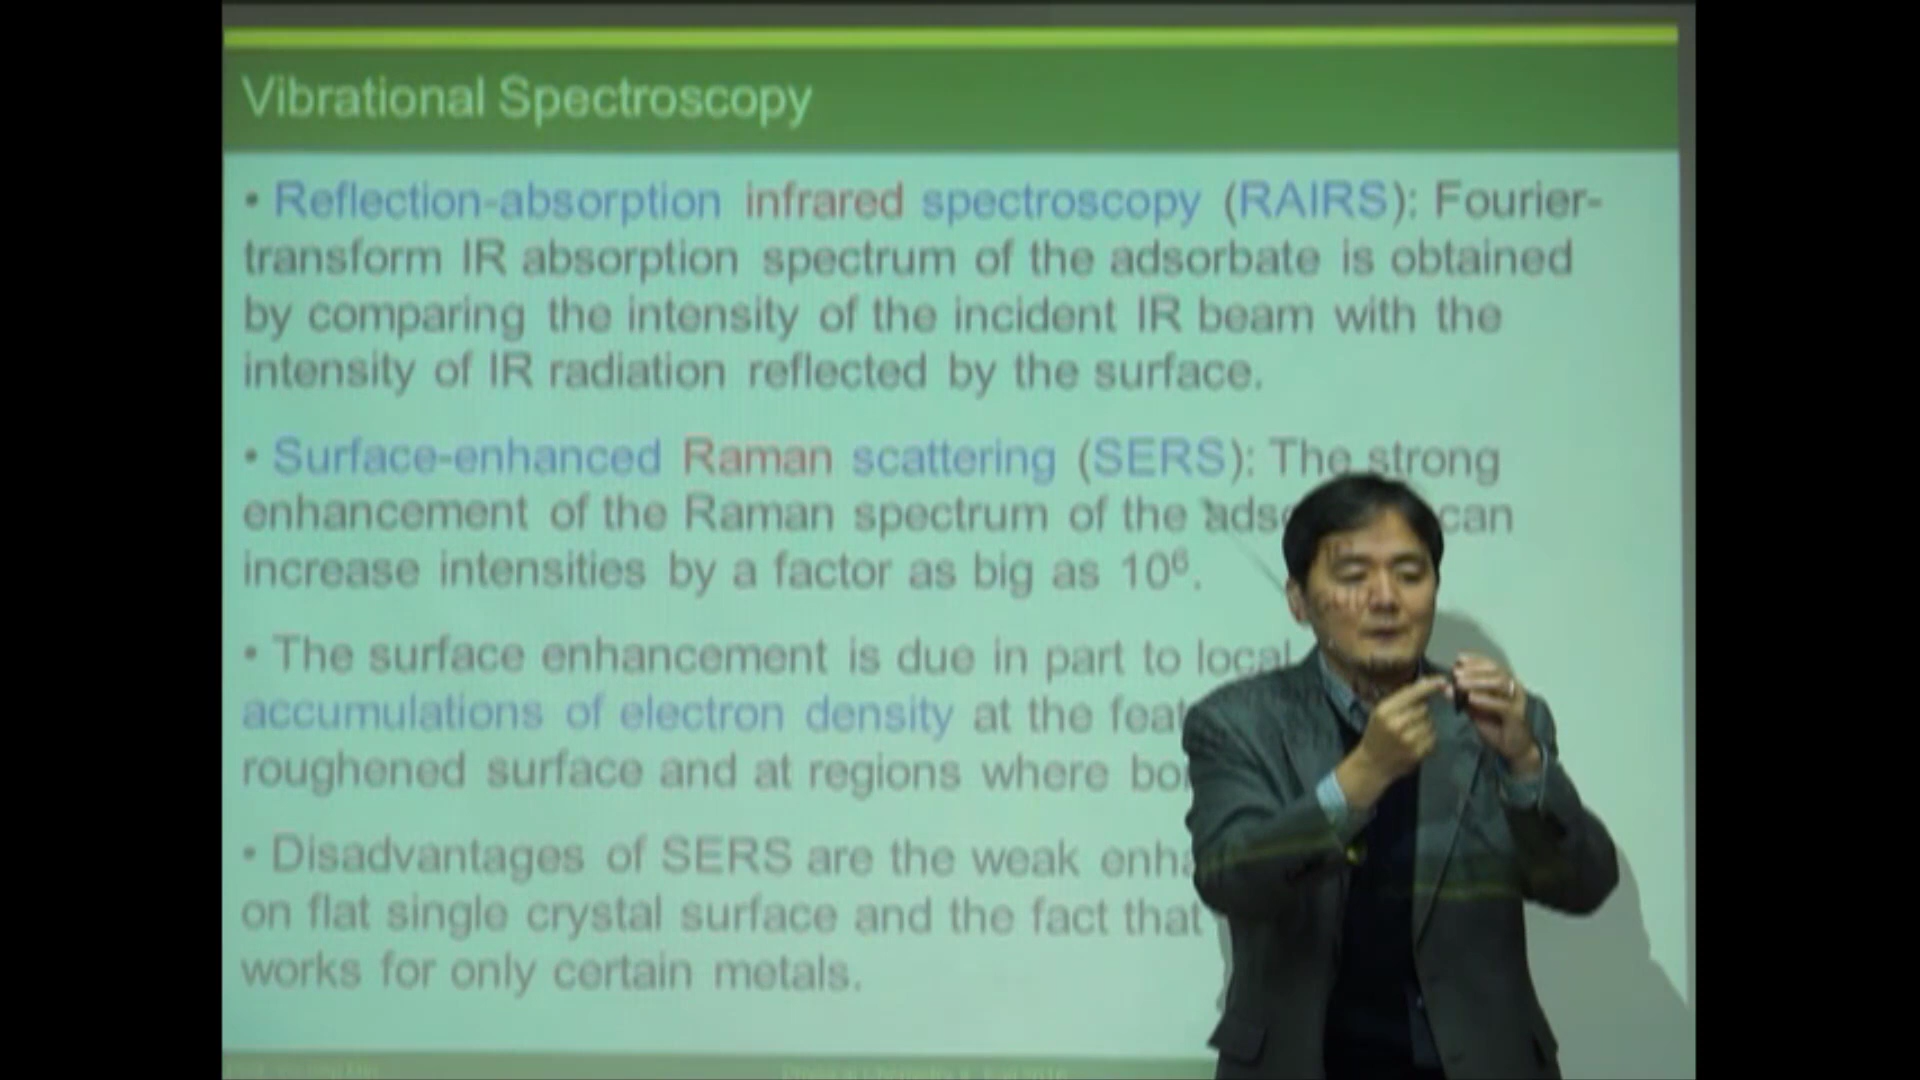 Vibrational Spectroscopy
• Reflection-absorption infrared spectroscopy (RAIRS): Fourier-
transform IR absorption spectrum of the adsorbate is obtained
by comparing the intensity of the incident IR beam with the
intensity of IR radiation reflected by the surface.
• Surface-enhanced Raman scattering (SERS): The strong
enhancement of the Raman spectrum of the can
increase intensities by a factor as big as 10⁶.
• The surface enhancement is due in part to local
accumulations of electron density at the
roughened surface and at regions where
• Disadvantages of SERS are the weak
on flat single crystal surface and the fact that
works for only certain metals.